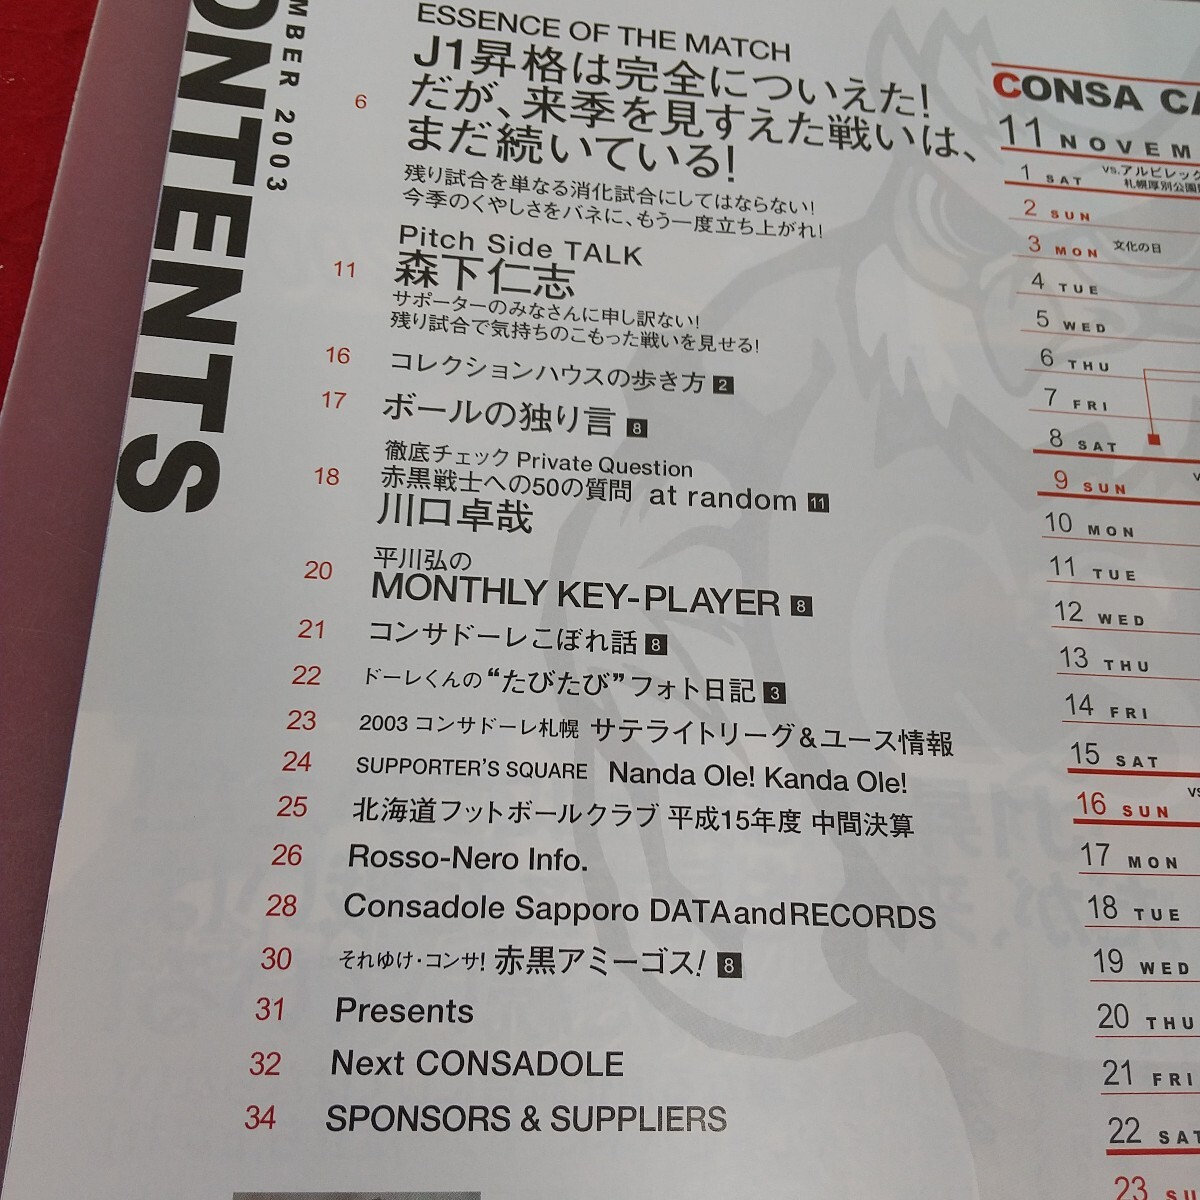 MBER 2003
ONTENTS
ESSENCE OF THE MATCH
6
J1昇格は完全についえた!
だが、来季を見すえた戦いは、
まだ続いている!
残り試合を単なる消化試合にしてはならない!
今季のくやしさをバネに、もう一度立ち上がれ!
Pitch Side TALK
11 森下仁志
サポーターのみなさんに申し訳ない!
残り試合で気持ちのこもった戦いを見せる!
16 コレクションハウスの歩き方 2
17 ボールの独り言 8
徹底チェック Private Question
18 赤黒戦士への50の質問 at random 11
川口卓哉
平川弘の
20 MONTHLY KEY-PLAYER 8
21 コンサドーレこぼれ話 8
22 ドーレくんの“たびたび”フォト日記 3
23 2003 コンサドーレ札幌 サテライトリーグ&ユース情報
24 SUPPORTER'S SQUARE Nanda Ole! Kanda Ole!
25 北海道フットボールクラブ 平成15年度 中間決算
26 Rosso-Nero Info.
28 Consadole Sapporo DATAandRECORDS
30 それゆけ・コンサ! 赤黒アミーゴス! 8
31 Presents
32 Next CONSADOLE
34 SPONSORS & SUPPLIERS
CONSA CA
11 NOVEM
1 SAT vs.アルビレック
札幌厚別公園
2 SUN
3 MON 文化の日
4 TUE
5 WED
6 THU
7 FRI
8 SAT
9 SUN
10 MON
11 TUE
12 WED
13 THU
14 FRI
15 SAT
16 SUN
17 MON
18 TUE
19 WED
20 THU
21 FRI
22 SAT
23 SU